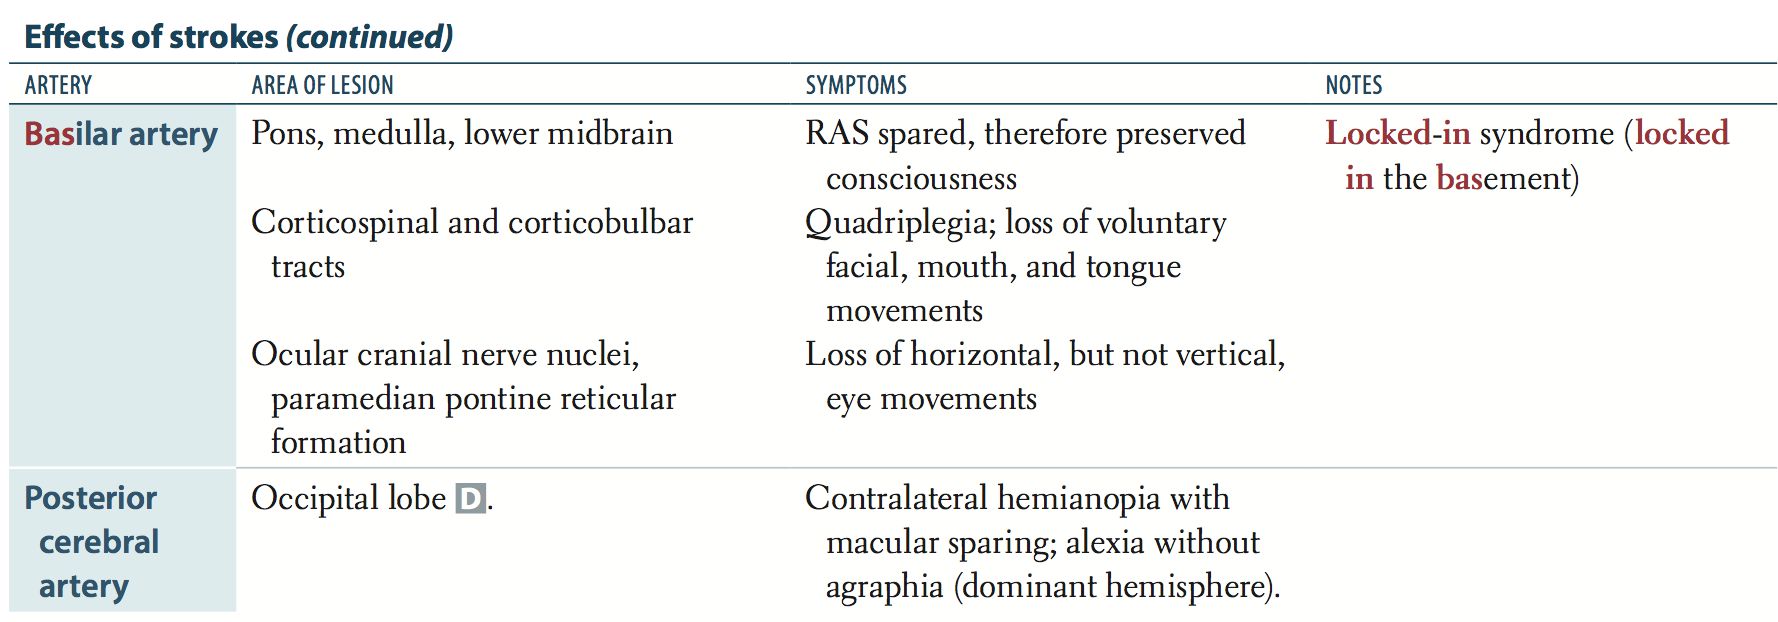 Effects of strokes (continued)
ARTERY AREA OF LESION SYMPTOMS NOTES
Basilar artery
Pons, medulla, lower midbrain
RAS spared, therefore preserved
consciousness
Locked-in syndrome (locked
in the basement)
Corticospinal and corticobulbar
tracts
Quadriplegia; loss of voluntary
facial, mouth, and tongue
movements
Ocular cranial nerve nuclei,
paramedian pontine reticular
formation
Loss of horizontal, but not vertical,
eye movements
Posterior
cerebral
artery
Occipital lobe D.
Contralateral hemianopia with
macular sparing; alexia without
agraphia (dominant hemisphere).